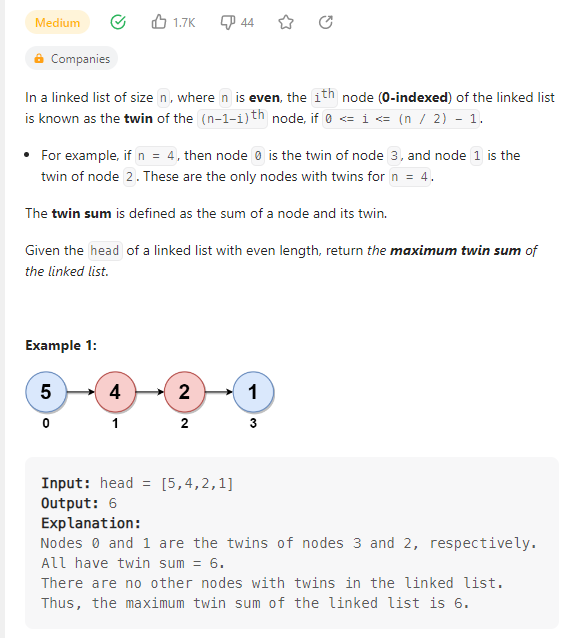 Medium 1.7K 44
Companies
In a linked list of size n, where n is even, the ith node (0-indexed) of the linked list
is known as the twin of the (n-1-i)th node, if 0 <= i <= (n / 2) - 1.
• For example, if n = 4, then node 0 is the twin of node 3, and node 1 is the
twin of node 2. These are the only nodes with twins for n = 4.
The twin sum is defined as the sum of a node and its twin.
Given the head of a linked list with even length, return the maximum twin sum of
the linked list.
Example 1:
5 4 2 1
0 1 2 3
Input: head = [5,4,2,1]
Output: 6
Explanation:
Nodes 0 and 1 are the twins of nodes 3 and 2, respectively.
All have twin sum = 6.
There are no other nodes with twins in the linked list.
Thus, the maximum twin sum of the linked list is 6.